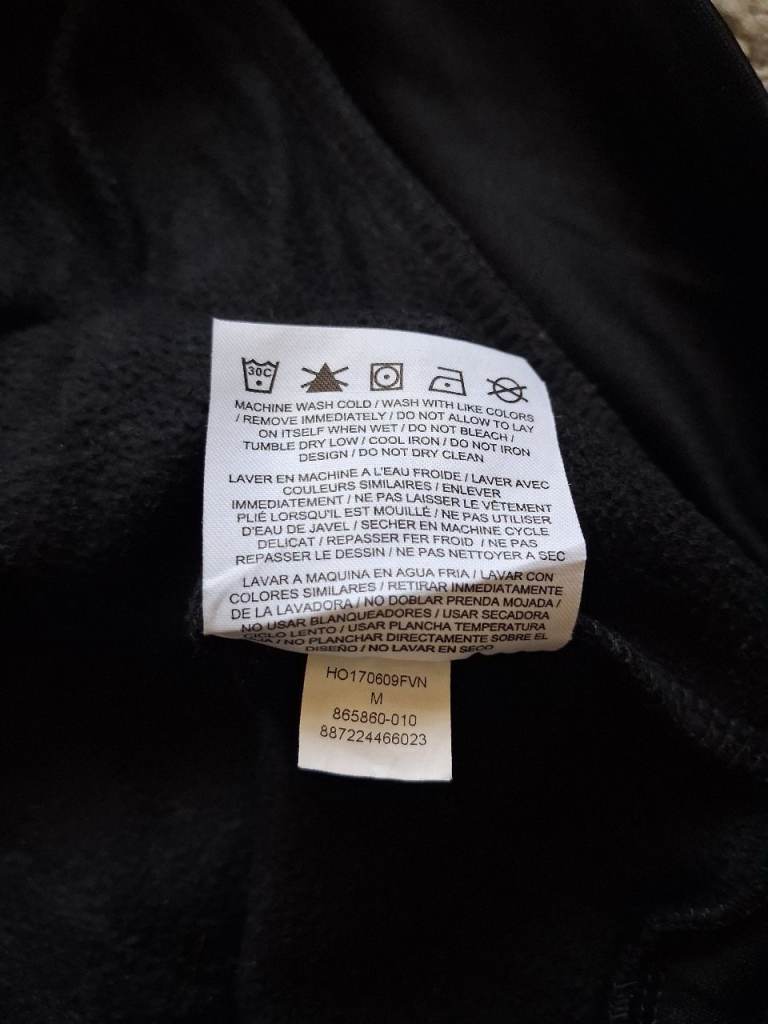 30C
MACHINE WASH COLD / WASH WITH LIKE COLORS
/ REMOVE IMMEDIATELY / DO NOT ALLOW TO LAY
ON ITSELF WHEN WET / DO NOT BLEACH /
TUMBLE DRY LOW / COOL IRON / DO NOT IRON
DESIGN / DO NOT DRY CLEAN
LAVER EN MACHINE A L'EAU FROIDE / LAVER AVEC
COULEURS SIMILAIRES / ENLEVER
IMMEDIATEMENT / NE PAS LAISSER LE VÊTEMENT
PLIÉ LORSQU'IL EST MOUILLÉ / NE PAS UTILISER
D'EAU DE JAVEL / SECHER EN MACHINE CYCLE
DELICAT / REPASSER FER FROID / NE PAS
REPASSER LE DESSIN / NE PAS NETTOYER A SEC
LAVAR A MAQUINA EN AGUA FRIA / LAVAR CON
COLORES SIMILARES / RETIRAR INMEDIATAMENTE
DE LA LAVADORA / NO DOBLAR PRENDA MOJADA /
NO USAR BLANQUEADORES / USAR SECADORA
CICLO LENTO / USAR PLANCHA TEMPERATURA
/ NO PLANCHAR DIRECTAMENTE SOBRE EL
DISEÑO / NO LAVAR EN SECO
HO170609FVN
M
865860-010
887224466023